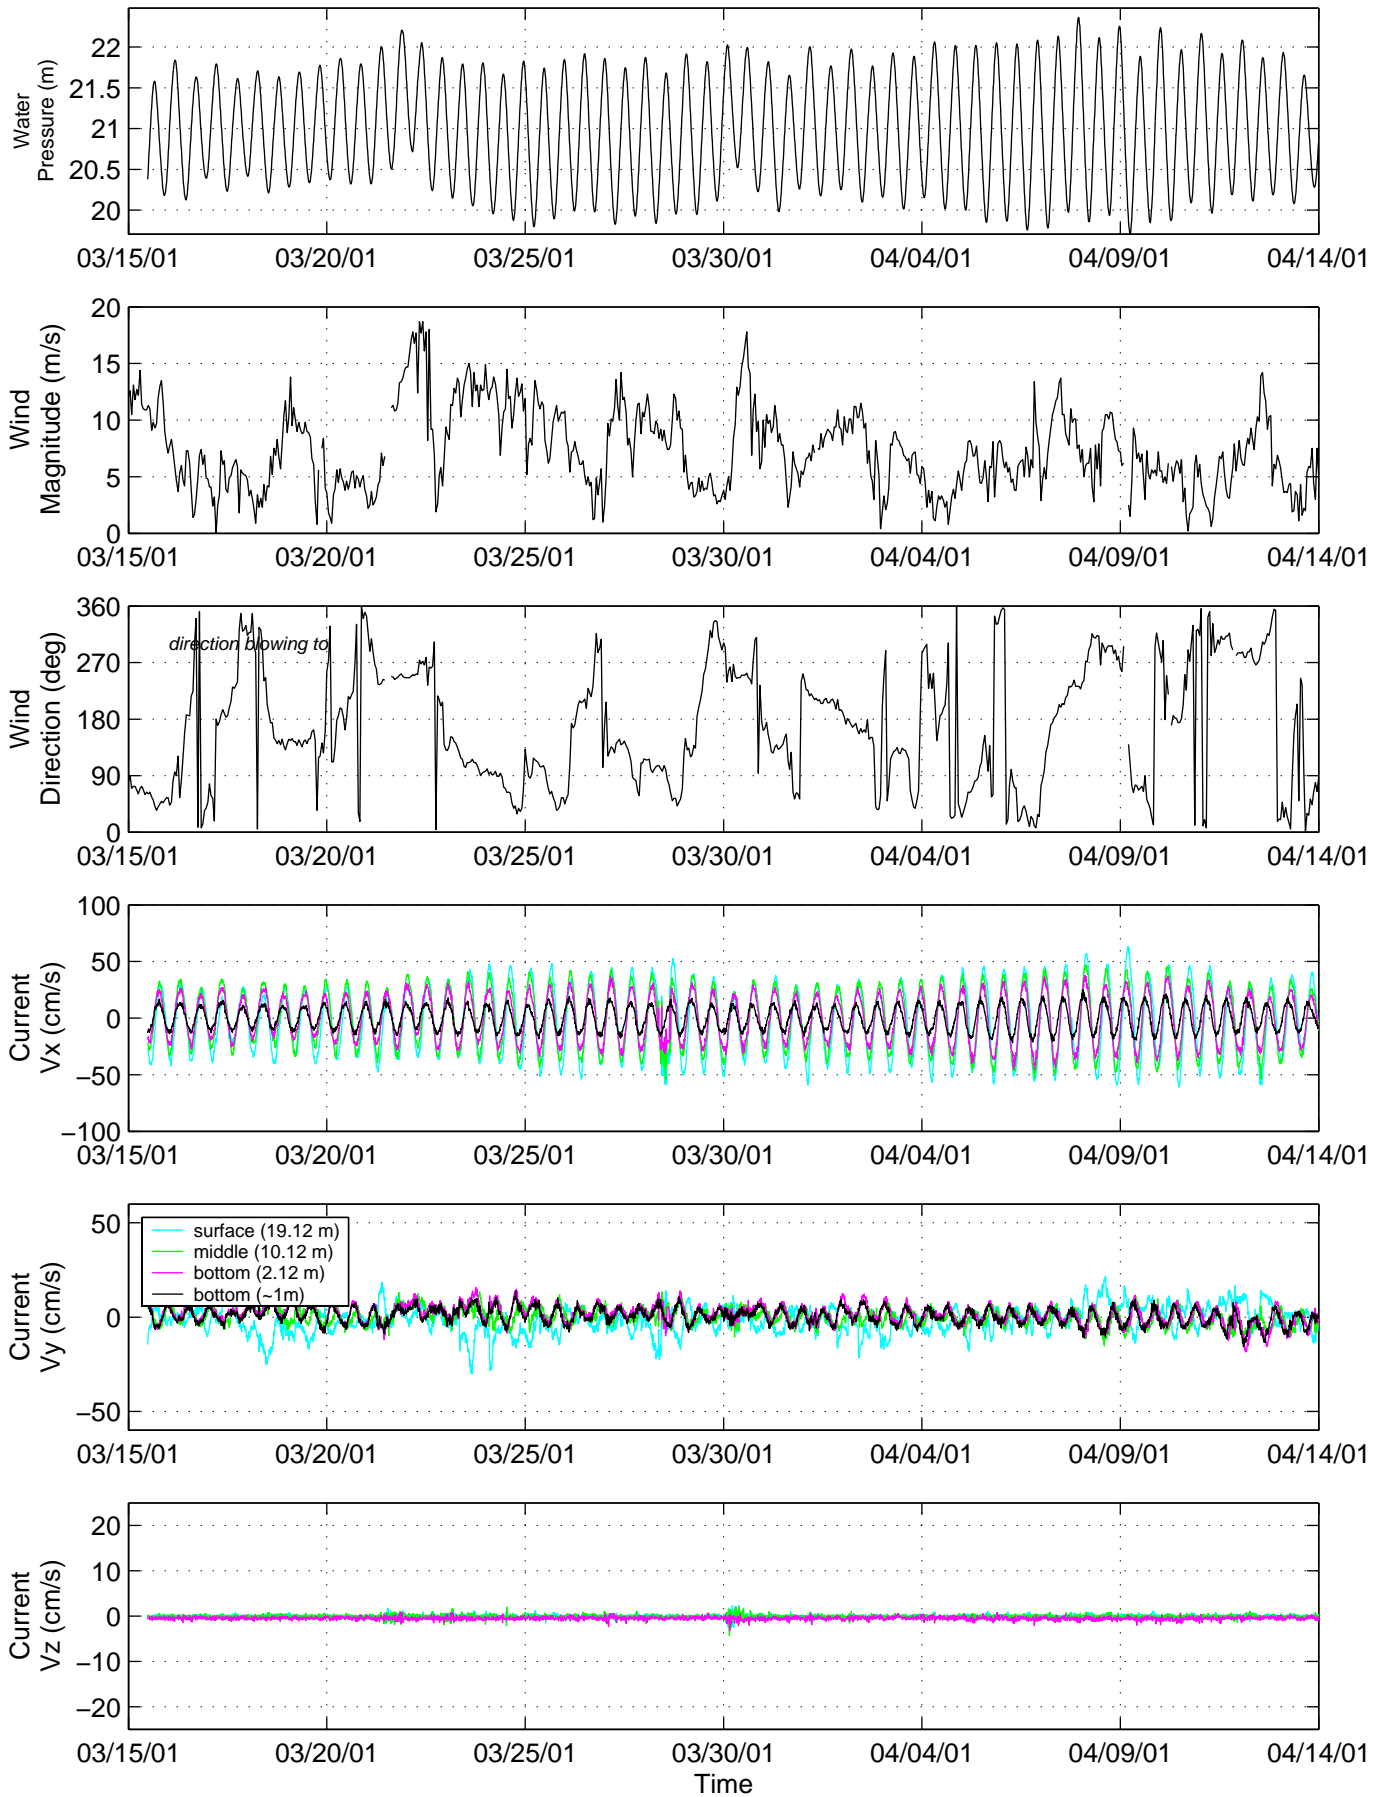 Water
Pressure (m)
22
21.5
21
20.5
20
03/15/01 03/20/01 03/25/01 03/30/01 04/04/01 04/09/01 04/14/01
Wind
Magnitude (m/s)
20
15
10
5
0
03/15/01 03/20/01 03/25/01 03/30/01 04/04/01 04/09/01 04/14/01
Wind
Direction (deg)
360
270
180
90
0
direction blowing to
03/15/01 03/20/01 03/25/01 03/30/01 04/04/01 04/09/01 04/14/01
Current
Vx (cm/s)
100
50
0
−50
−100
03/15/01 03/20/01 03/25/01 03/30/01 04/04/01 04/09/01 04/14/01
Current
Vy (cm/s)
50
0
−50
surface (19.12 m)
middle (10.12 m)
bottom (2.12 m)
bottom (~1m)
03/15/01 03/20/01 03/25/01 03/30/01 04/04/01 04/09/01 04/14/01
Current
Vz (cm/s)
20
10
0
−10
−20
03/15/01 03/20/01 03/25/01 03/30/01 04/04/01 04/09/01 04/14/01
Time